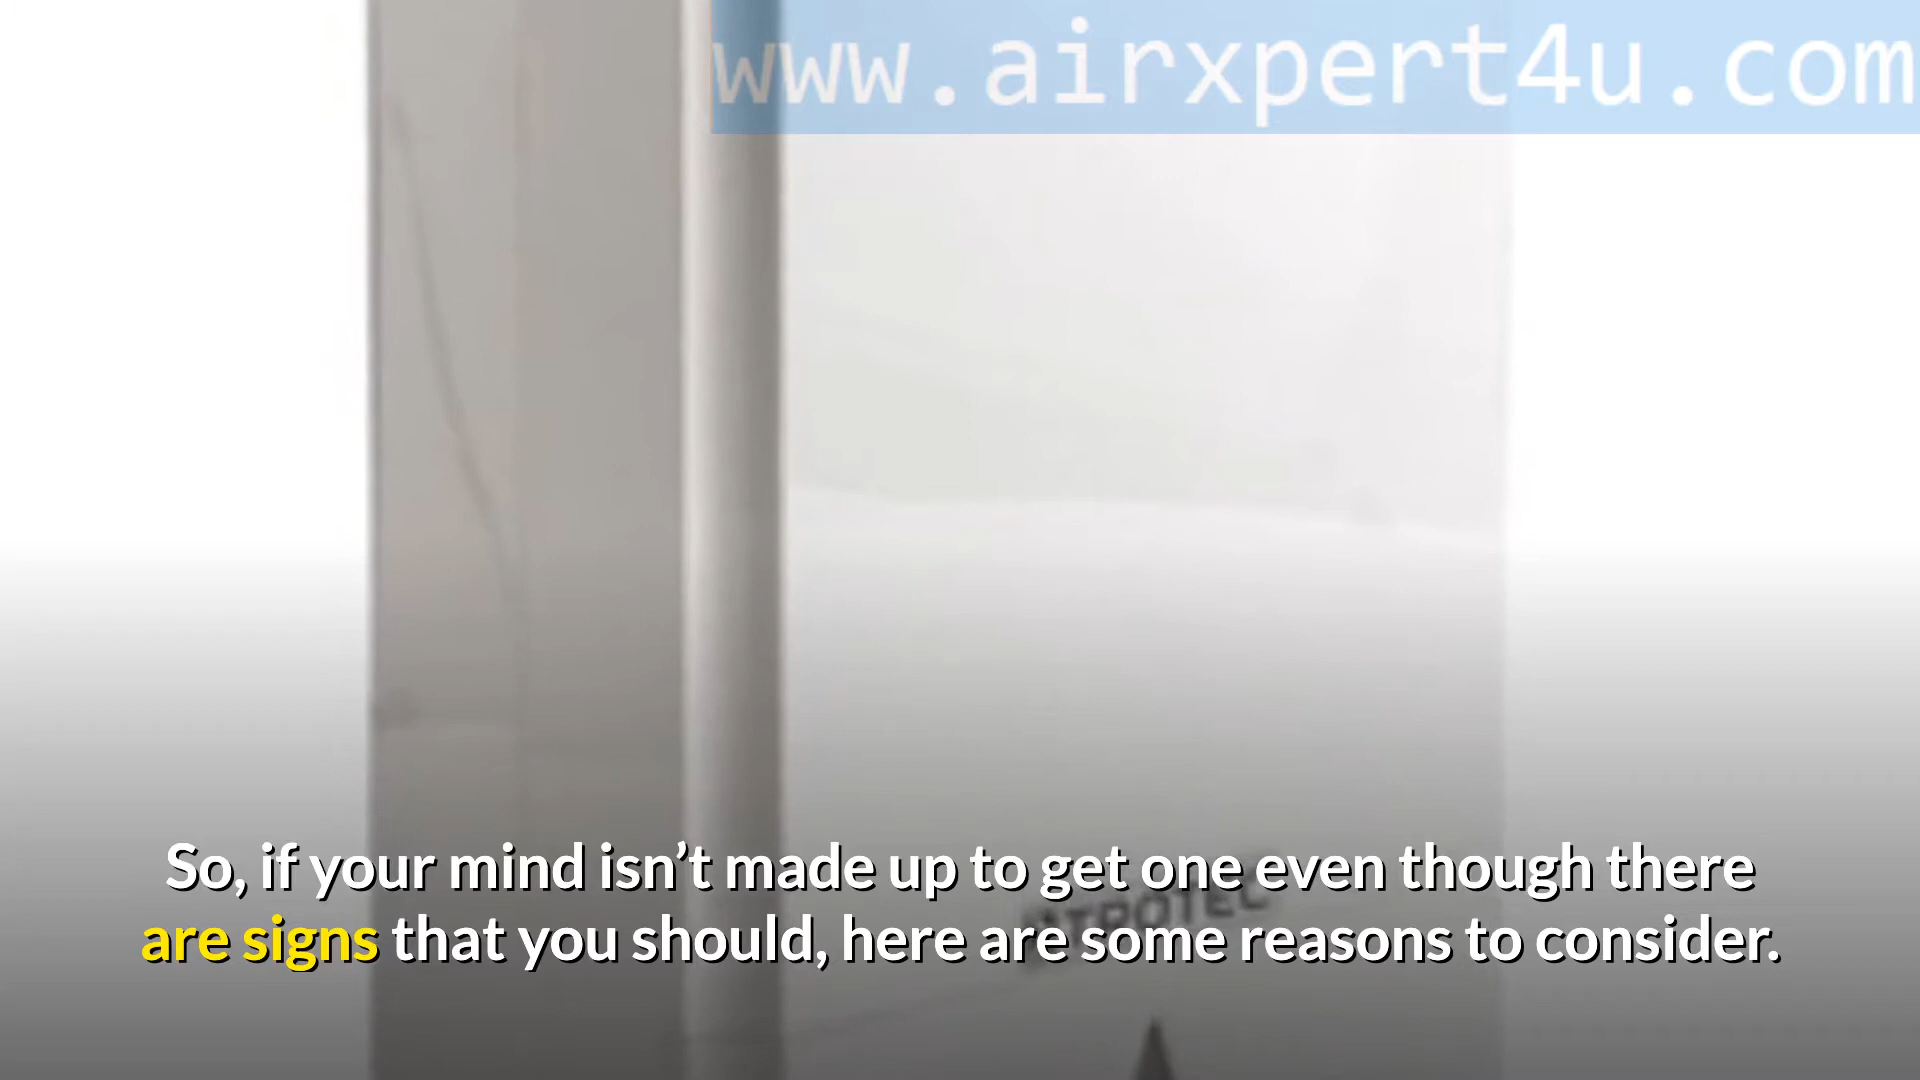 www.airxpert4u.com
So, if your mind isn’t made up to get one even though there
are signs that you should, here are some reasons to consider.